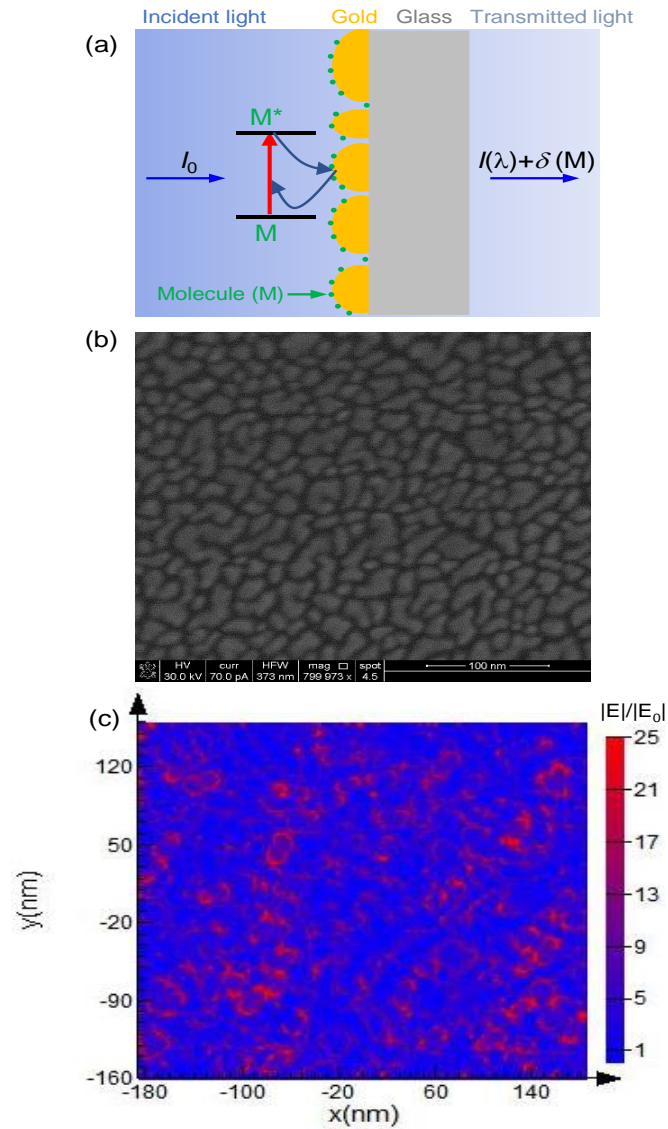 Incident light Gold Glass Transmitted light
(a)
M*
I0
I(λ)+δ (M)
M
Molecule (M)
(b)
HV curr HFW mag □ spot
30.0 kV 70.0 pA 373 nm 799 973 x 4.5
100 nm
(c)
|E|/|E0|
25
21
17
13
9
5
1
120
50
-20
-90
-160
y(nm)
-180 -100 -20 60 140
x(nm)